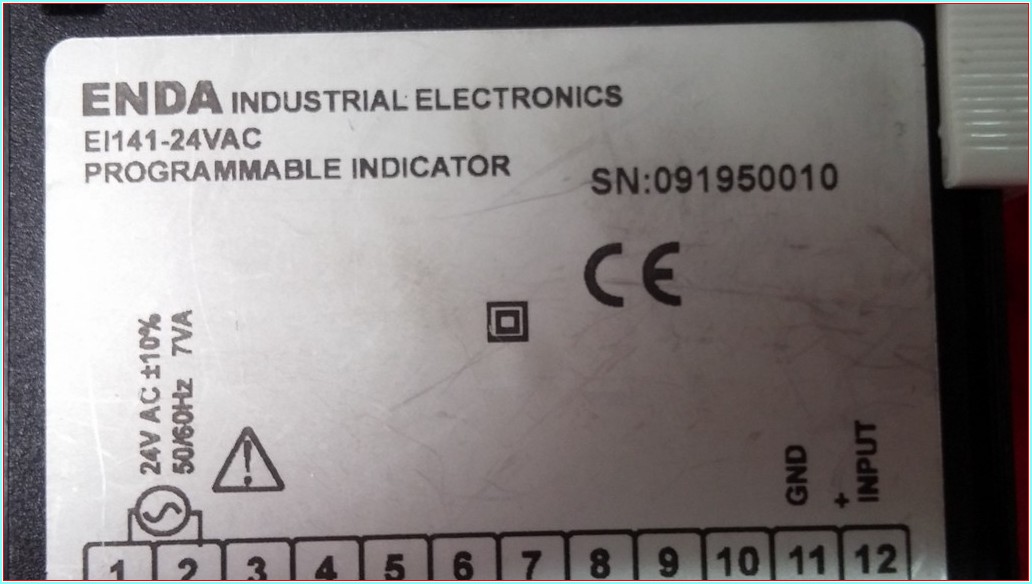 ENDA INDUSTRIAL ELECTRONICS
EI141-24VAC
PROGRAMMABLE INDICATOR
SN:091950010
CE
24V AC ±10%
50/60Hz 7VA
GND
+
INPUT
1 2 3 4 5 6 7 8 9 10 11 12